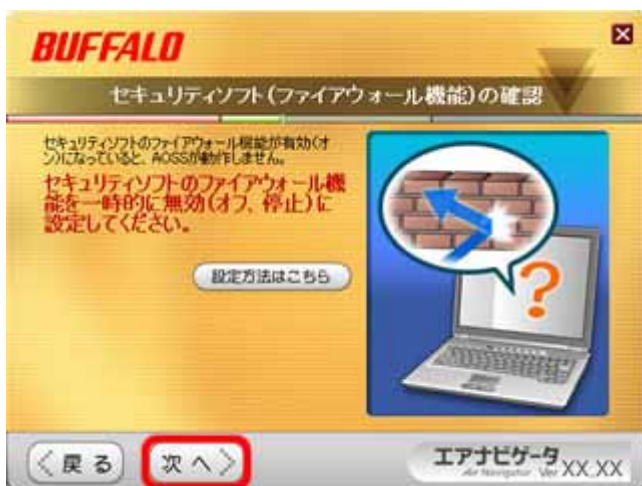 BUFFALO
セキュリティソフト(ファイアウォール機能)の確認
セキュリティソフトのファイアウォール機能が有効(オ
ン)になっていると、AOSSが動作しません。
セキュリティソフトのファイアウォール機
能を一時的に無効(オフ、停止)に
設定してください。
設定方法はこちら
?
戻る
次へ
エアナビゲータ
Air Navigator Ver XX.XX